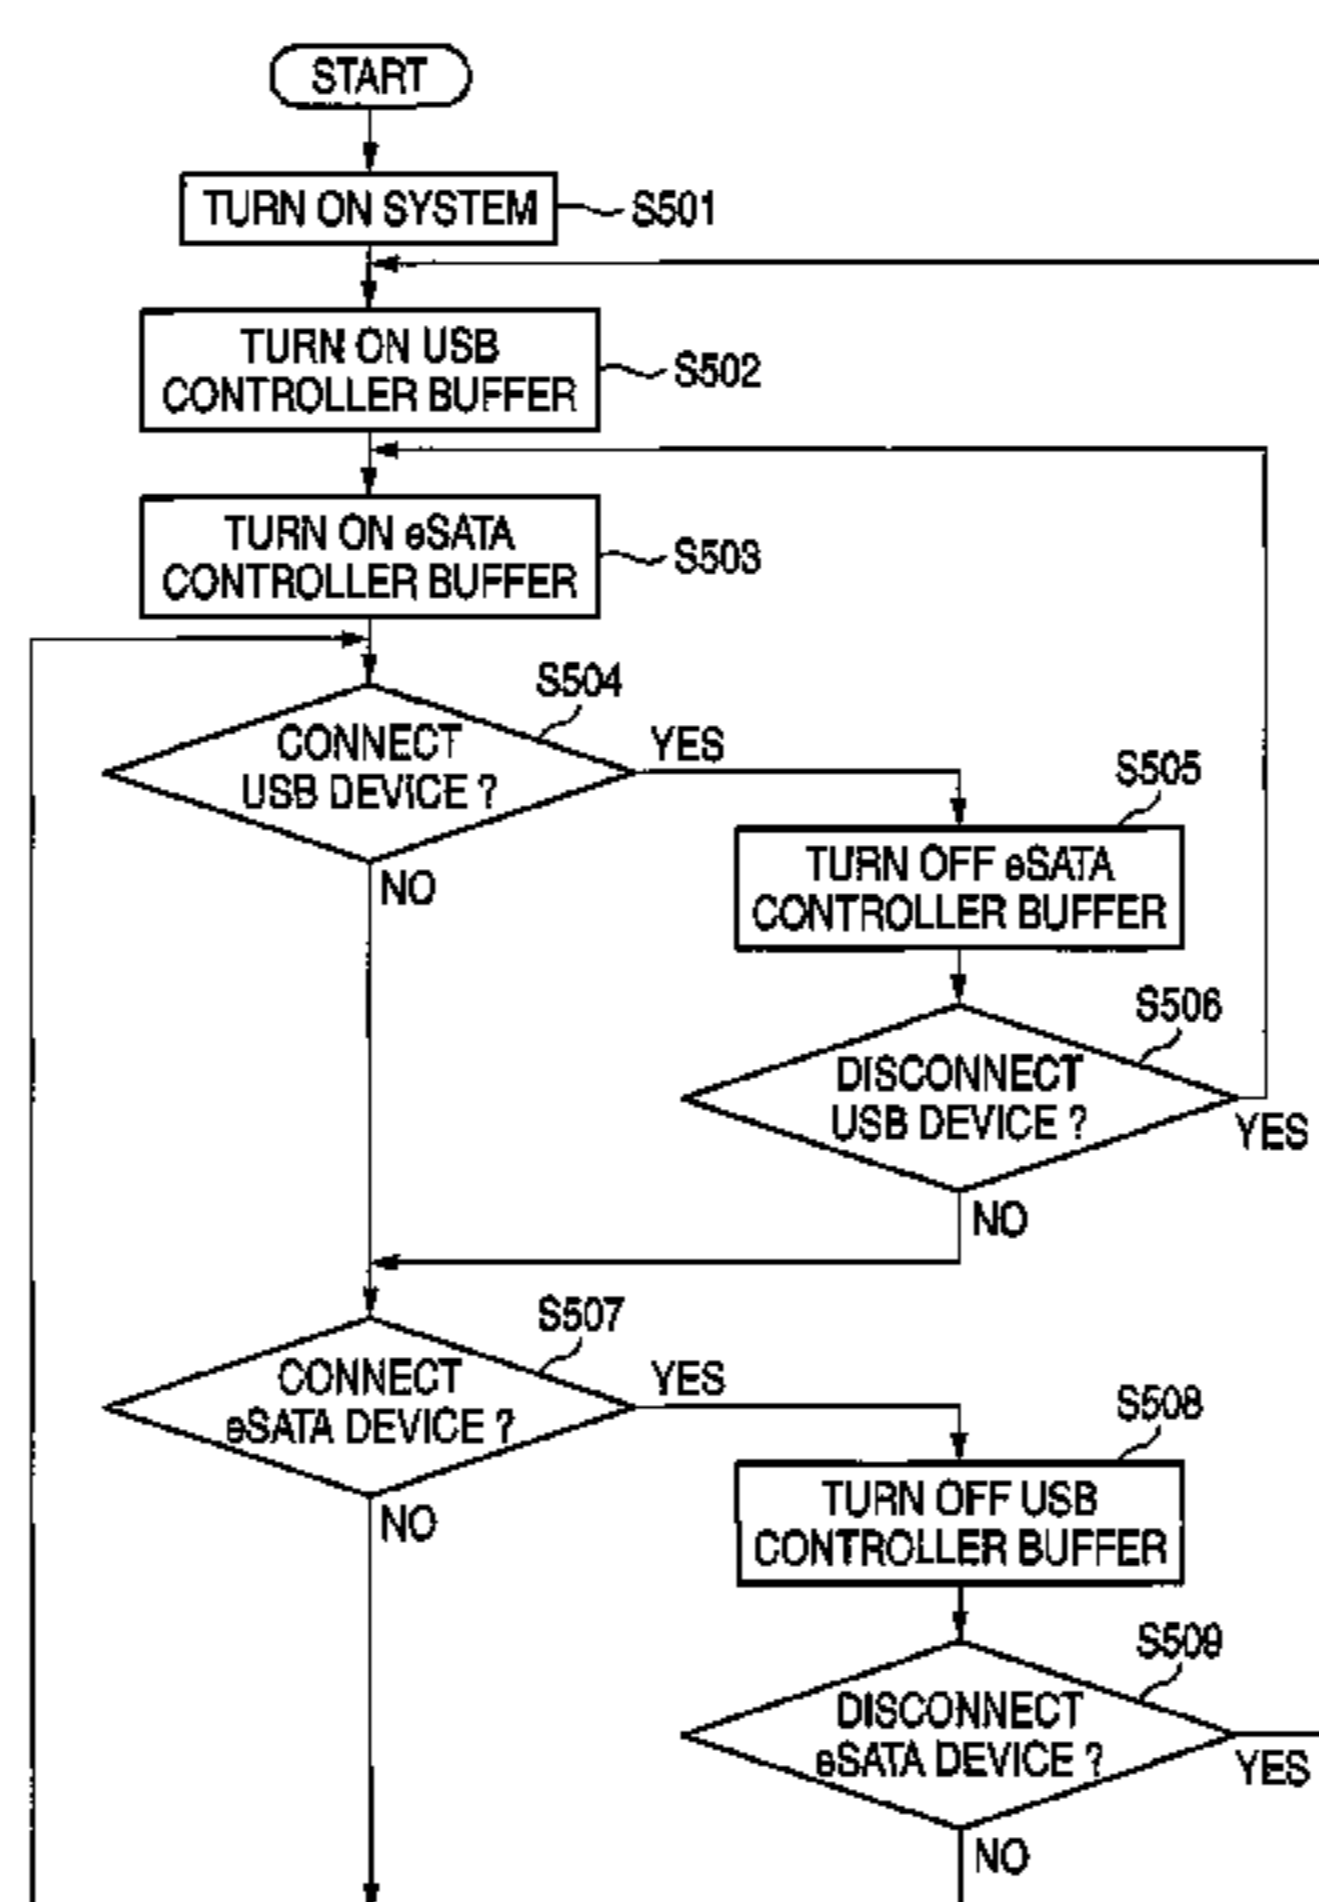 START
TURN ON SYSTEM
S501
TURN ON USB
CONTROLLER BUFFER
S502
TURN ON eSATA
CONTROLLER BUFFER
S503
S504
CONNECT
USB DEVICE ?
YES
NO
S505
TURN OFF eSATA
CONTROLLER BUFFER
S506
DISCONNECT
USB DEVICE ?
YES
NO
S507
CONNECT
eSATA DEVICE ?
YES
NO
S508
TURN OFF USB
CONTROLLER BUFFER
S509
DISCONNECT
eSATA DEVICE ?
YES
NO